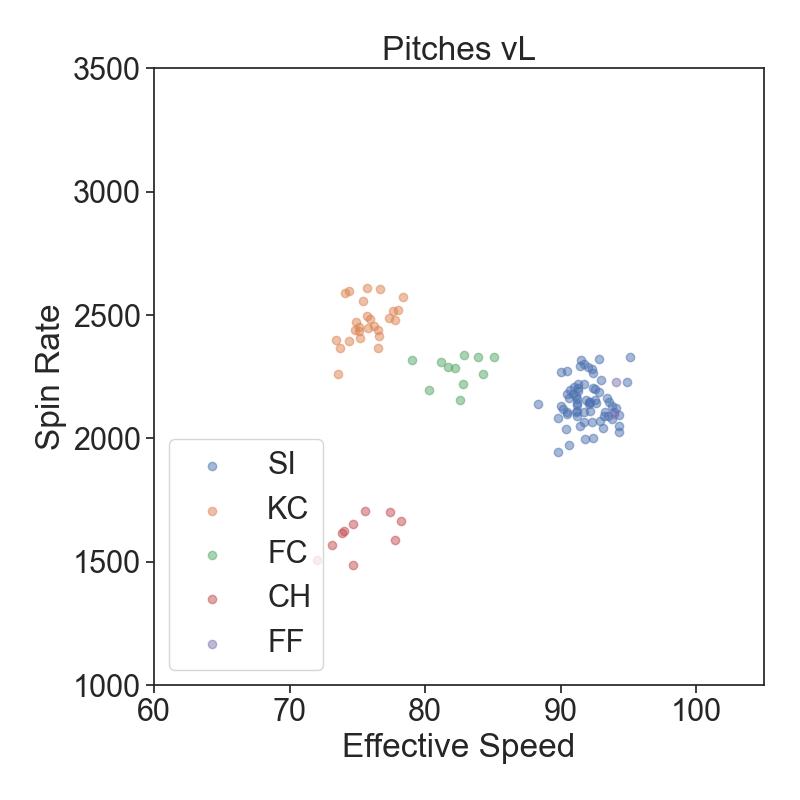 Pitches vL
3500
3000
2500
2000
1500
1000
Spin Rate
SI
KC
FC
CH
FF
60 70 80 90 100
Effective Speed